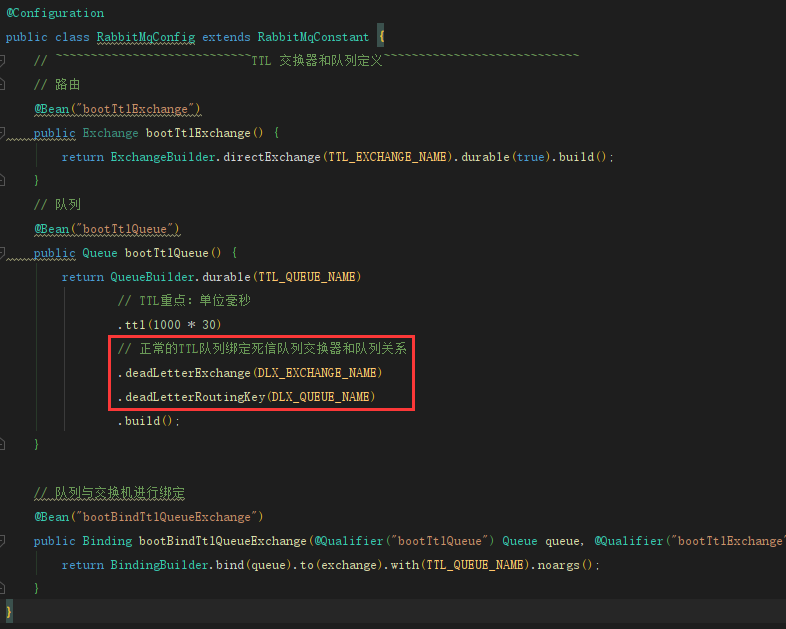 @Configuration
public class RabbitMqConfig extends RabbitMqConstant {
// ~~~~~~~~~~~~~~~~~~~~~~~~~~~~TTL 交换器和队列定义~~~~~~~~~~~~~~~~~~~~~~~~~~~~
// 路由
@Bean("bootTtlExchange")
public Exchange bootTtlExchange() {
return ExchangeBuilder.directExchange(TTL_EXCHANGE_NAME).durable(true).build();
}
// 队列
@Bean("bootTtlQueue")
public Queue bootTtlQueue() {
return QueueBuilder.durable(TTL_QUEUE_NAME)
// TTL重点：单位毫秒
.ttl(1000 * 30)
// 正常的TTL队列绑定死信队列交换器和队列关系
.deadLetterExchange(DLX_EXCHANGE_NAME)
.deadLetterRoutingKey(DLX_QUEUE_NAME)
.build();
}
// 队列与交换机进行绑定
@Bean("bootBindTtlQueueExchange")
public Binding bootBindTtlQueueExchange(@Qualifier("bootTtlQueue") Queue queue, @Qualifier("bootTtlExchange"
return BindingBuilder.bind(queue).to(exchange).with(TTL_QUEUE_NAME).noargs();
}
}